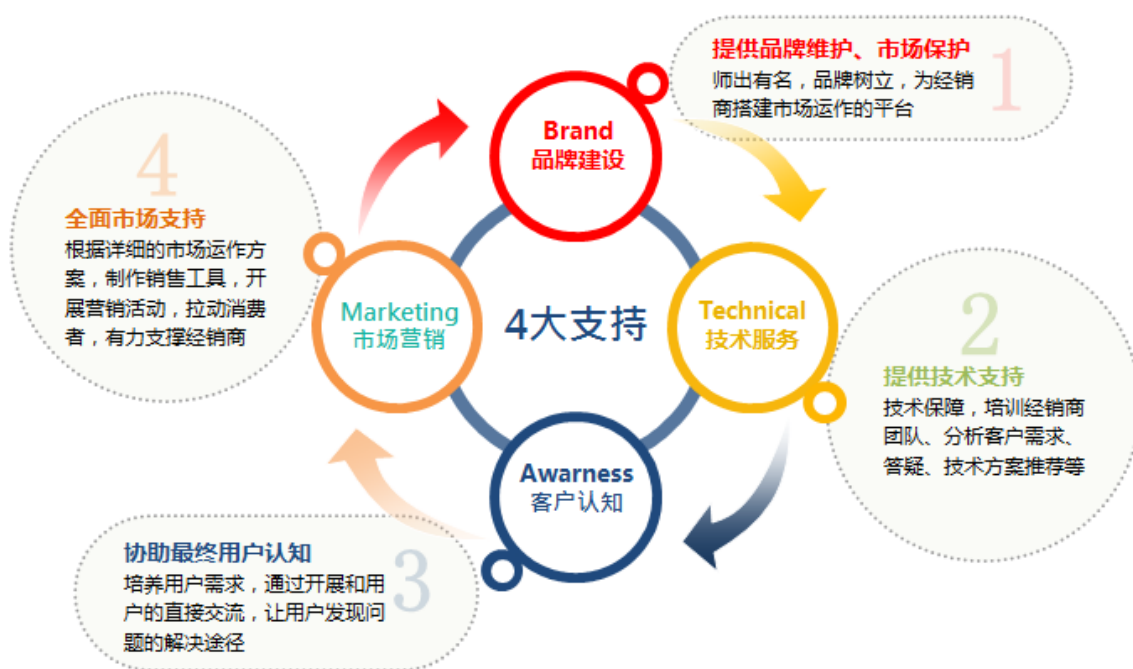 1
提供品牌维护、市场保护
师出有名，品牌树立，为经销
商搭建市场运作的平台
Brand
品牌建设
4
全面市场支持
根据详细的市场运作方
案，制作销售工具，开
展营销活动，拉动消费
者，有力支撑经销商
Marketing
市场营销
4大支持
Technical
技术服务
2
提供技术支持
技术保障，培训经销商
团队、分析客户需求、
答疑、技术方案推荐等
Awarness
客户认知
3
协助最终用户认知
培养用户需求，通过开展和用
户的直接交流，让用户发现问
题的解决途径